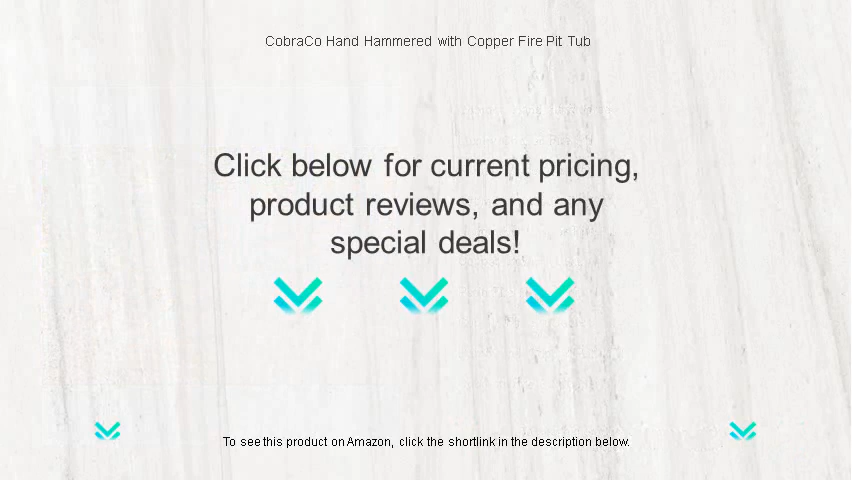 CobraCo Hand Hammered with Copper Fire Pit Tub
Click below for current pricing,
product reviews, and any
special deals!
To see this product on Amazon, click the shortlink in the description below.